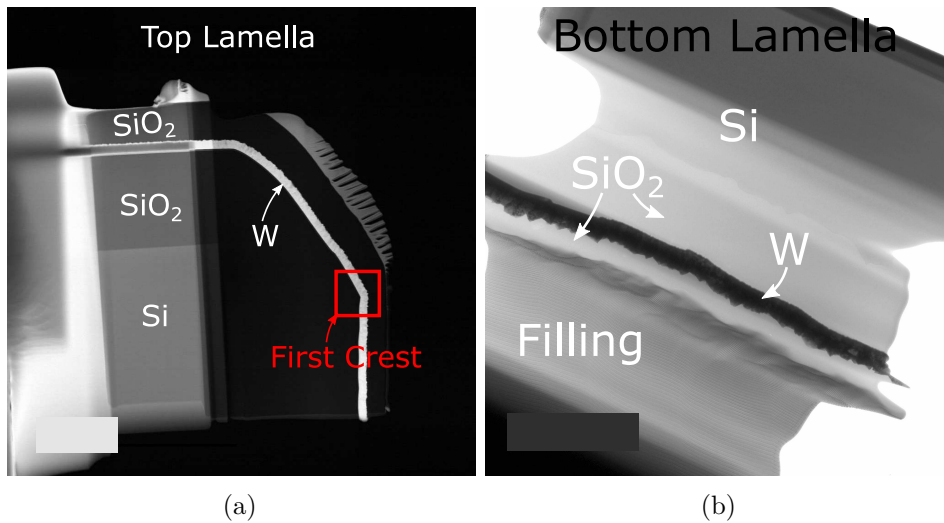 Top Lamella
SiO₂
SiO₂
W
Si
First Crest
(a)
Bottom Lamella
Si
SiO₂
W
Filling
(b)